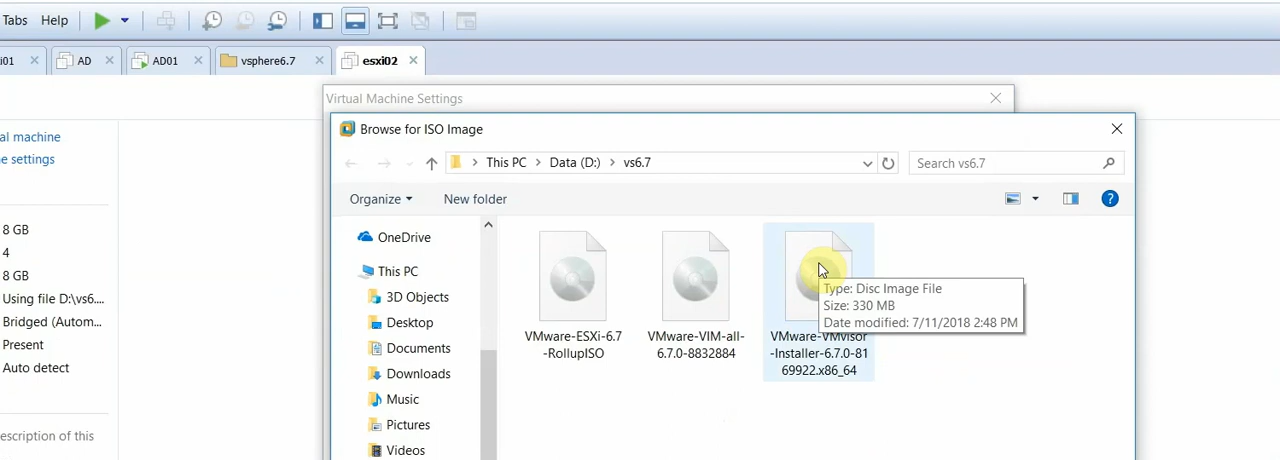 Tabs Help
i01 AD AD01 vsphere6.7 esxi02
Virtual Machine Settings
Browse for ISO Image
al machine
e settings
This PC Data (D:) vs6.7 Search vs6.7
Organize New folder
8 GB
4
8 GB
Using file D:\vs6....
Bridged (Autom...
Present
Auto detect
escription of this
OneDrive
This PC
3D Objects
Desktop
Documents
Downloads
Music
Pictures
Videos
VMware-ESXi-6.7
-RollupISO
VMware-VIM-all-
6.7.0-8832884
VMware-VMvisor
-Installer-6.7.0-81
69922.x86_64
Type: Disc Image File
Size: 330 MB
Date modified: 7/11/2018 2:48 PM